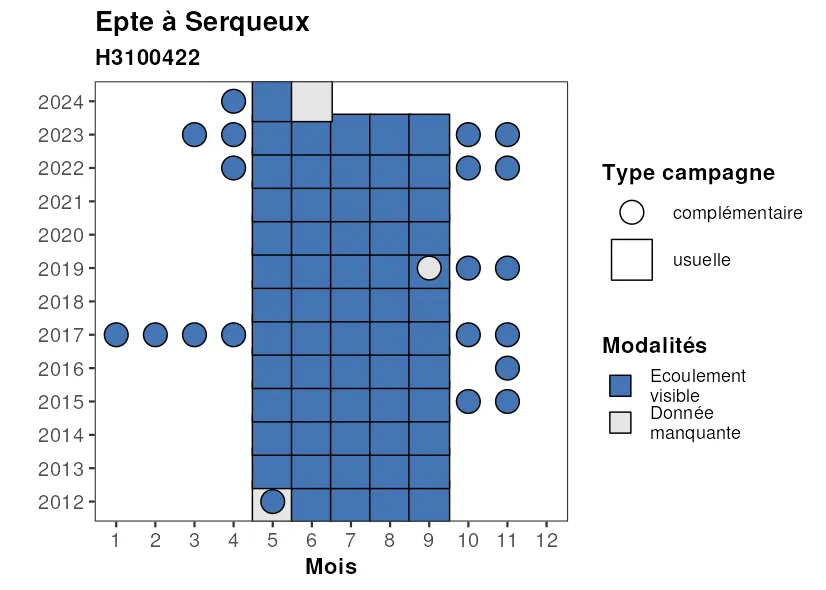 Epte à Serqueux
H3100422
2024
2023
2022
2021
2020
2019
2018
2017
2016
2015
2014
2013
2012
1 2 3 4 5 6 7 8 9 10 11 12
Mois
Type campagne
complémentaire
usuelle
Modalités
Ecoulement
visible
Donnée
manquante